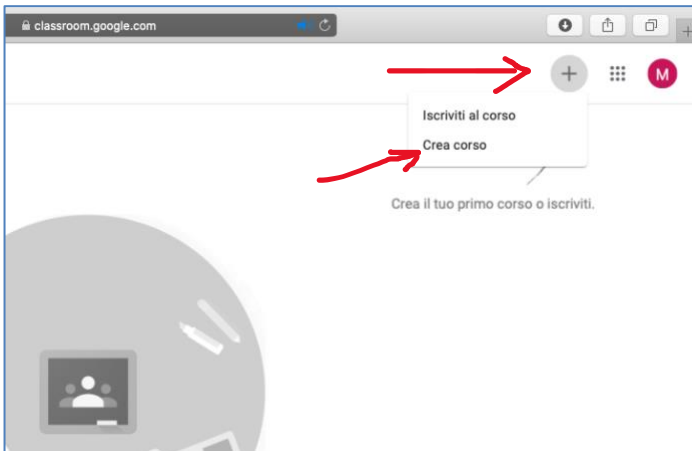 classroom.google.com
M
Iscriviti al corso
Crea corso
Crea il tuo primo corso o iscriviti.